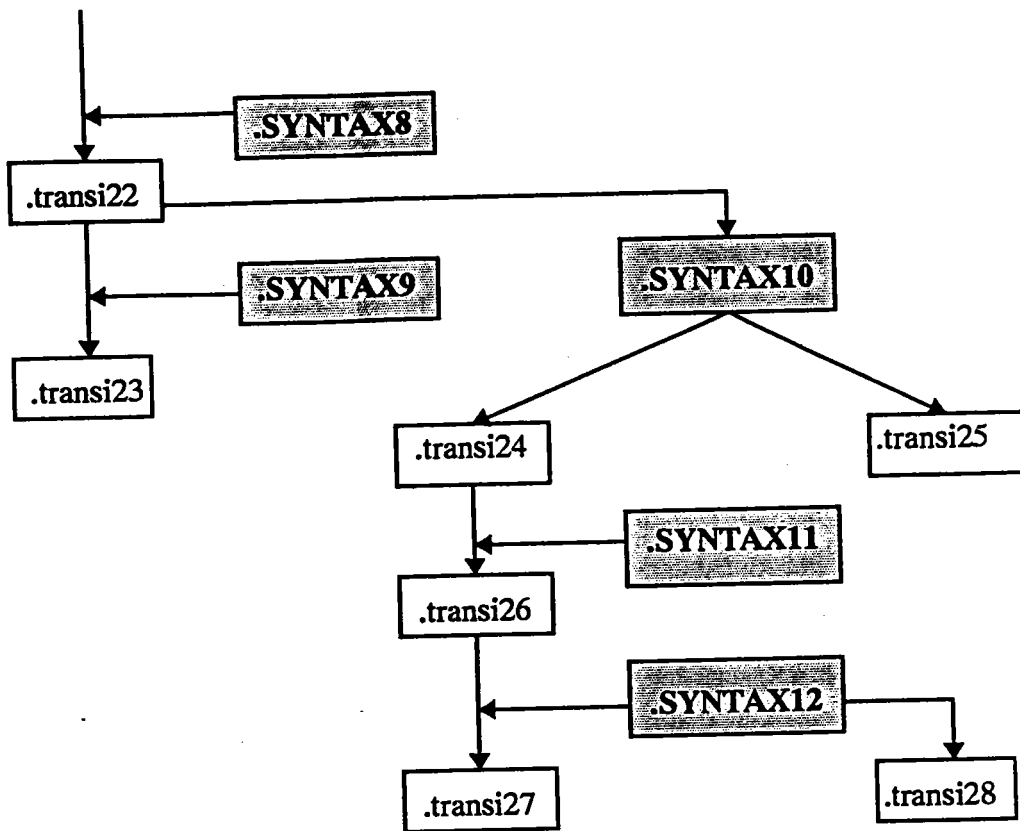 .SYNTAX8
.transi22
.SYNTAX9
.SYNTAX10
.transi23
.transi24
.transi25
.SYNTAX11
.transi26
.SYNTAX12
.transi27
.transi28